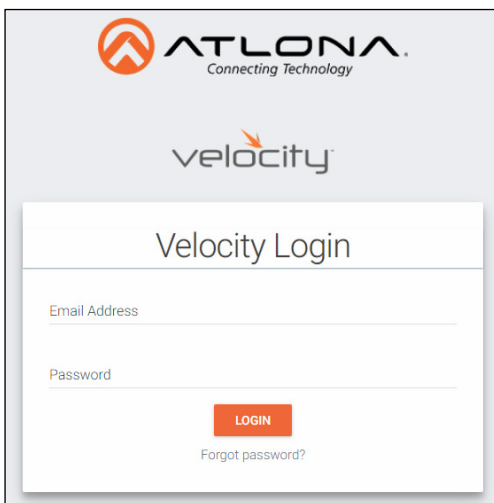 ATLONA®
Connecting Technology
velocity
Velocity Login
Email Address
Password
LOGIN
Forgot password?